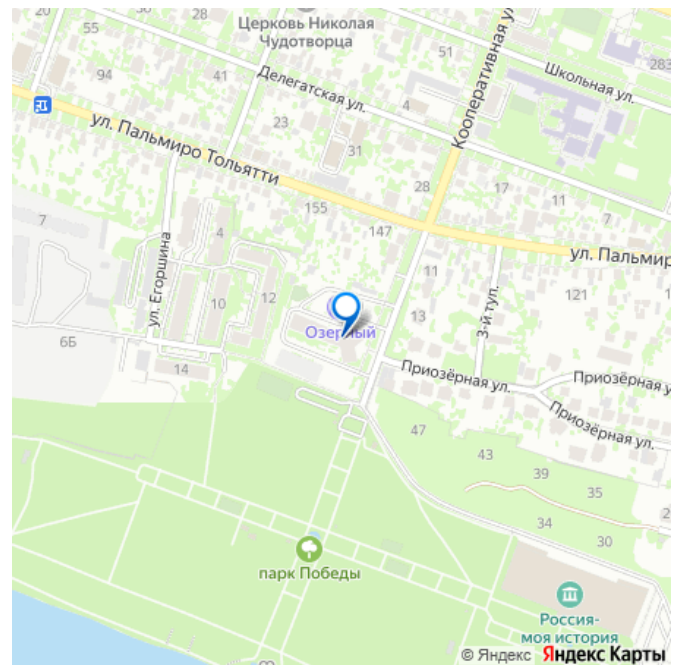 20
55
28
Церковь Николая
Чудотворца
51
283
94
41
Делегатская ул.
4
Школьная ул.
Кооперативная ул.
23
31
ул. Пальмиро Тольятти
28
17
11
7
155
147
7
4
ул. Пальмир
ул. Егоршина
11
10
12
121
13
3-й туп.
Озерный
6Б
14
Приозёрная ул.
Приозёрная у
Приозёрная ул.
47
43
39
35
2
34
30
парк Победы
Россия-
моя история
© Яндекс Яндекс Карты